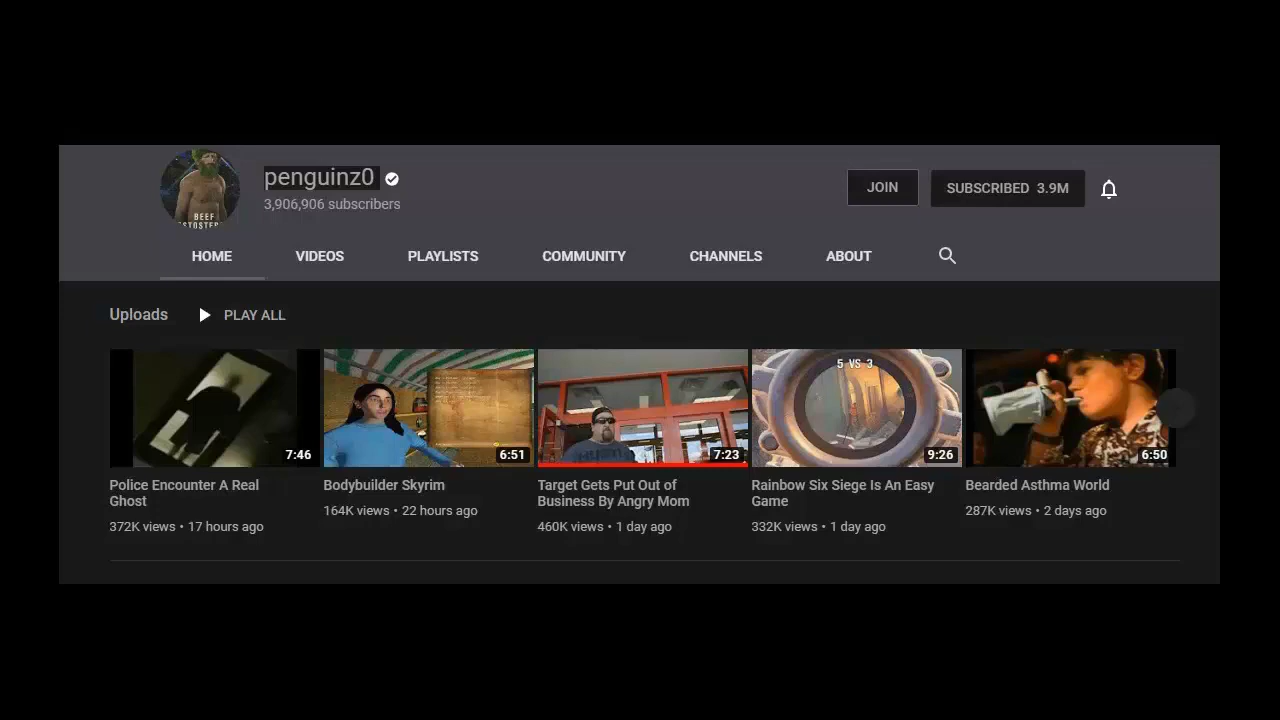 penguinz0
3,906,906 subscribers
JOIN
SUBSCRIBED 3.9M
BEEF
HOME VIDEOS PLAYLISTS COMMUNITY CHANNELS ABOUT
Uploads PLAY ALL
5 VS 3
7:46
6:51
7:23
9:26
6:50
Police Encounter A Real
Ghost
372K views • 17 hours ago
Bodybuilder Skyrim
164K views • 22 hours ago
Target Gets Put Out of
Business By Angry Mom
460K views • 1 day ago
Rainbow Six Siege Is An Easy
Game
332K views • 1 day ago
Bearded Asthma World
287K views • 2 days ago